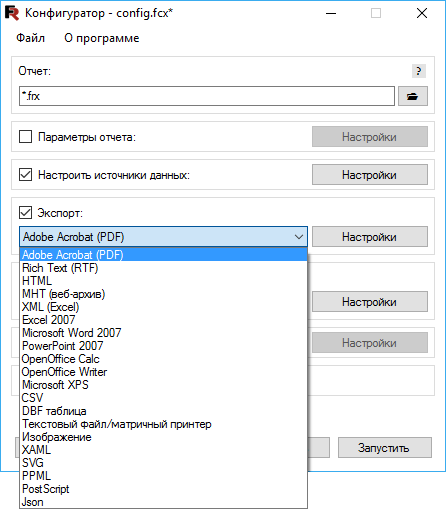 FR Конфигуратор - config.fcx*
Файл О программе
Отчет: ?
*.frx
Параметры отчета: Настройки
Настроить источники данных: Настройки
Экспорт:
Adobe Acrobat (PDF) Настройки
Adobe Acrobat (PDF)
Rich Text (RTF)
HTML
MHT (веб-архив)
XML (Excel) Настройки
Excel 2007
Microsoft Word 2007
PowerPoint 2007 Настройки
OpenOffice Calc
OpenOffice Writer
Microsoft XPS
CSV
DBF таблица
Текстовый файл/матричный принтер
Изображение
XAML Запустить
SVG
PPML
PostScript
Json